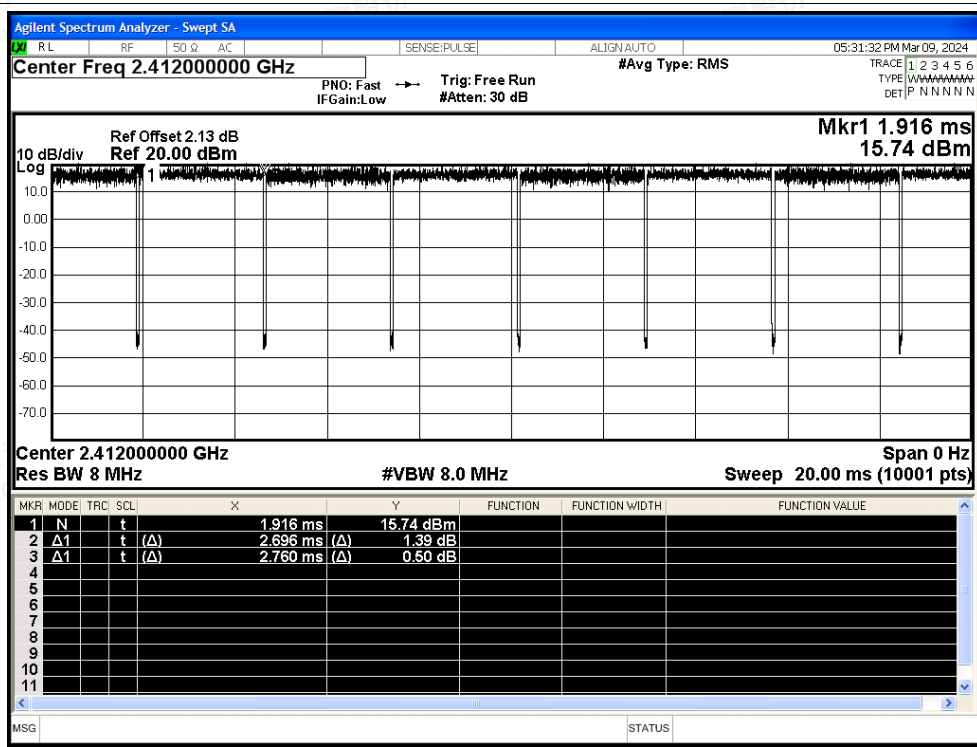 Agilent Spectrum Analyzer - Swept SA
LXI RL RF 50 Ω AC SENSE:PULSE ALIGN AUTO 05:31:32 PM Mar 09, 2024
Center Freq 2.412000000 GHz #Avg Type: RMS TRACE 1 2 3 4 5 6
PNO: Fast Trig: Free Run TYPE WWWWWW
IFGain:Low #Atten: 30 dB DET P N N N N N
Mkr1 1.916 ms
Ref Offset 2.13 dB
10 dB/div Ref 20.00 dBm 15.74 dBm
Log
1
10.0
0.00
-10.0
-20.0
-30.0
-40.0
-50.0
-60.0
-70.0
Center 2.412000000 GHz Span 0 Hz
Res BW 8 MHz #VBW 8.0 MHz Sweep 20.00 ms (10001 pts)
MKR MODE TRC SCL X Y FUNCTION FUNCTION WIDTH FUNCTION VALUE
1 N t 1.916 ms 15.74 dBm
2 Δ1 t (Δ) 2.696 ms (Δ) 1.39 dB
3 Δ1 t (Δ) 2.760 ms (Δ) 0.50 dB
4
5
6
7
8
9
10
11
MSG STATUS